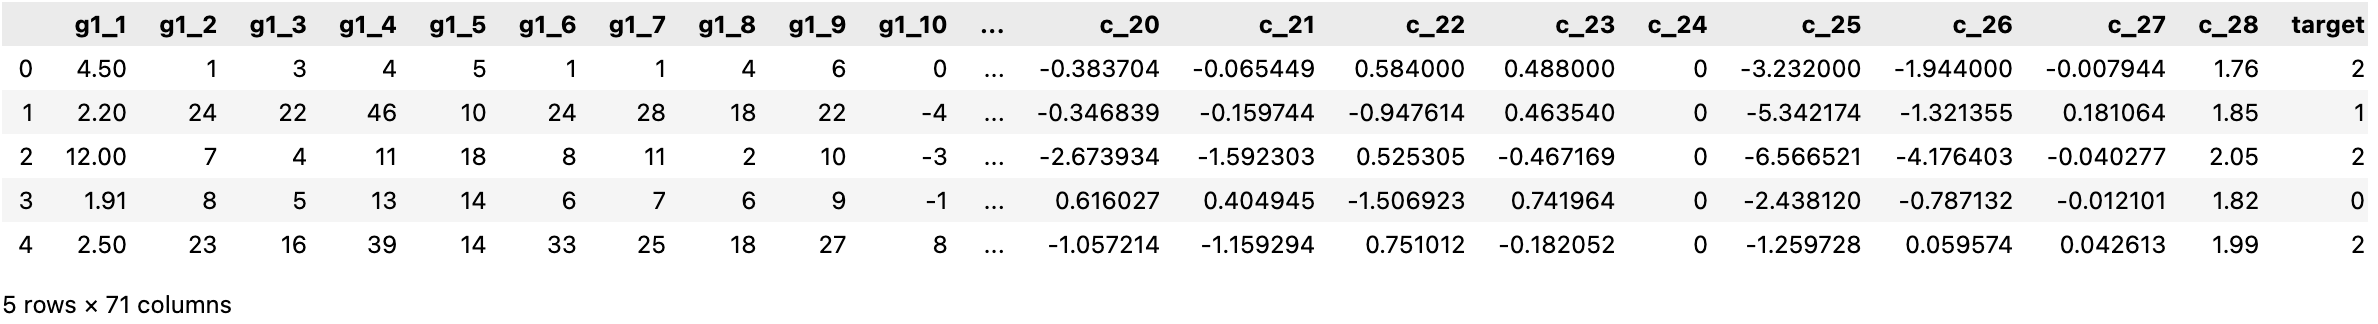 g1_1 g1_2 g1_3 g1_4 g1_5 g1_6 g1_7 g1_8 g1_9 g1_10 ... c_20 c_21 c_22 c_23 c_24 c_25 c_26 c_27 c_28 target
0 4.50 1 3 4 5 1 1 4 6 0 ... -0.383704 -0.065449 0.584000 0.488000 0 -3.232000 -1.944000 -0.007944 1.76 2
1 2.20 24 22 46 10 24 28 18 22 -4 ... -0.346839 -0.159744 -0.947614 0.463540 0 -5.342174 -1.321355 0.181064 1.85 1
2 12.00 7 4 11 18 8 11 2 10 -3 ... -2.673934 -1.592303 0.525305 -0.467169 0 -6.566521 -4.176403 -0.040277 2.05 2
3 1.91 8 5 13 14 6 7 6 9 -1 ... 0.616027 0.404945 -1.506923 0.741964 0 -2.438120 -0.787132 -0.012101 1.82 0
4 2.50 23 16 39 14 33 25 18 27 8 ... -1.057214 -1.159294 0.751012 -0.182052 0 -1.259728 0.059574 0.042613 1.99 2
5 rows × 71 columns